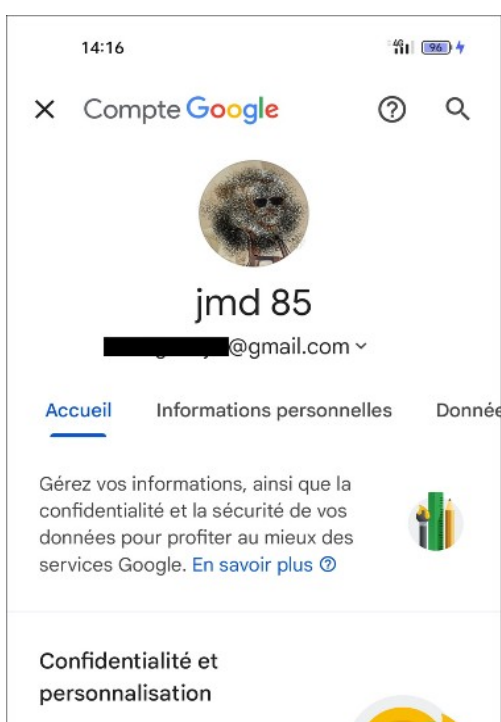 14:16
4G 96
Compte Google
jmd 85
@gmail.com
Accueil Informations personnelles Donnée
Gérez vos informations, ainsi que la
confidentialité et la sécurité de vos
données pour profiter au mieux des
services Google. En savoir plus
Confidentialité et
personnalisation